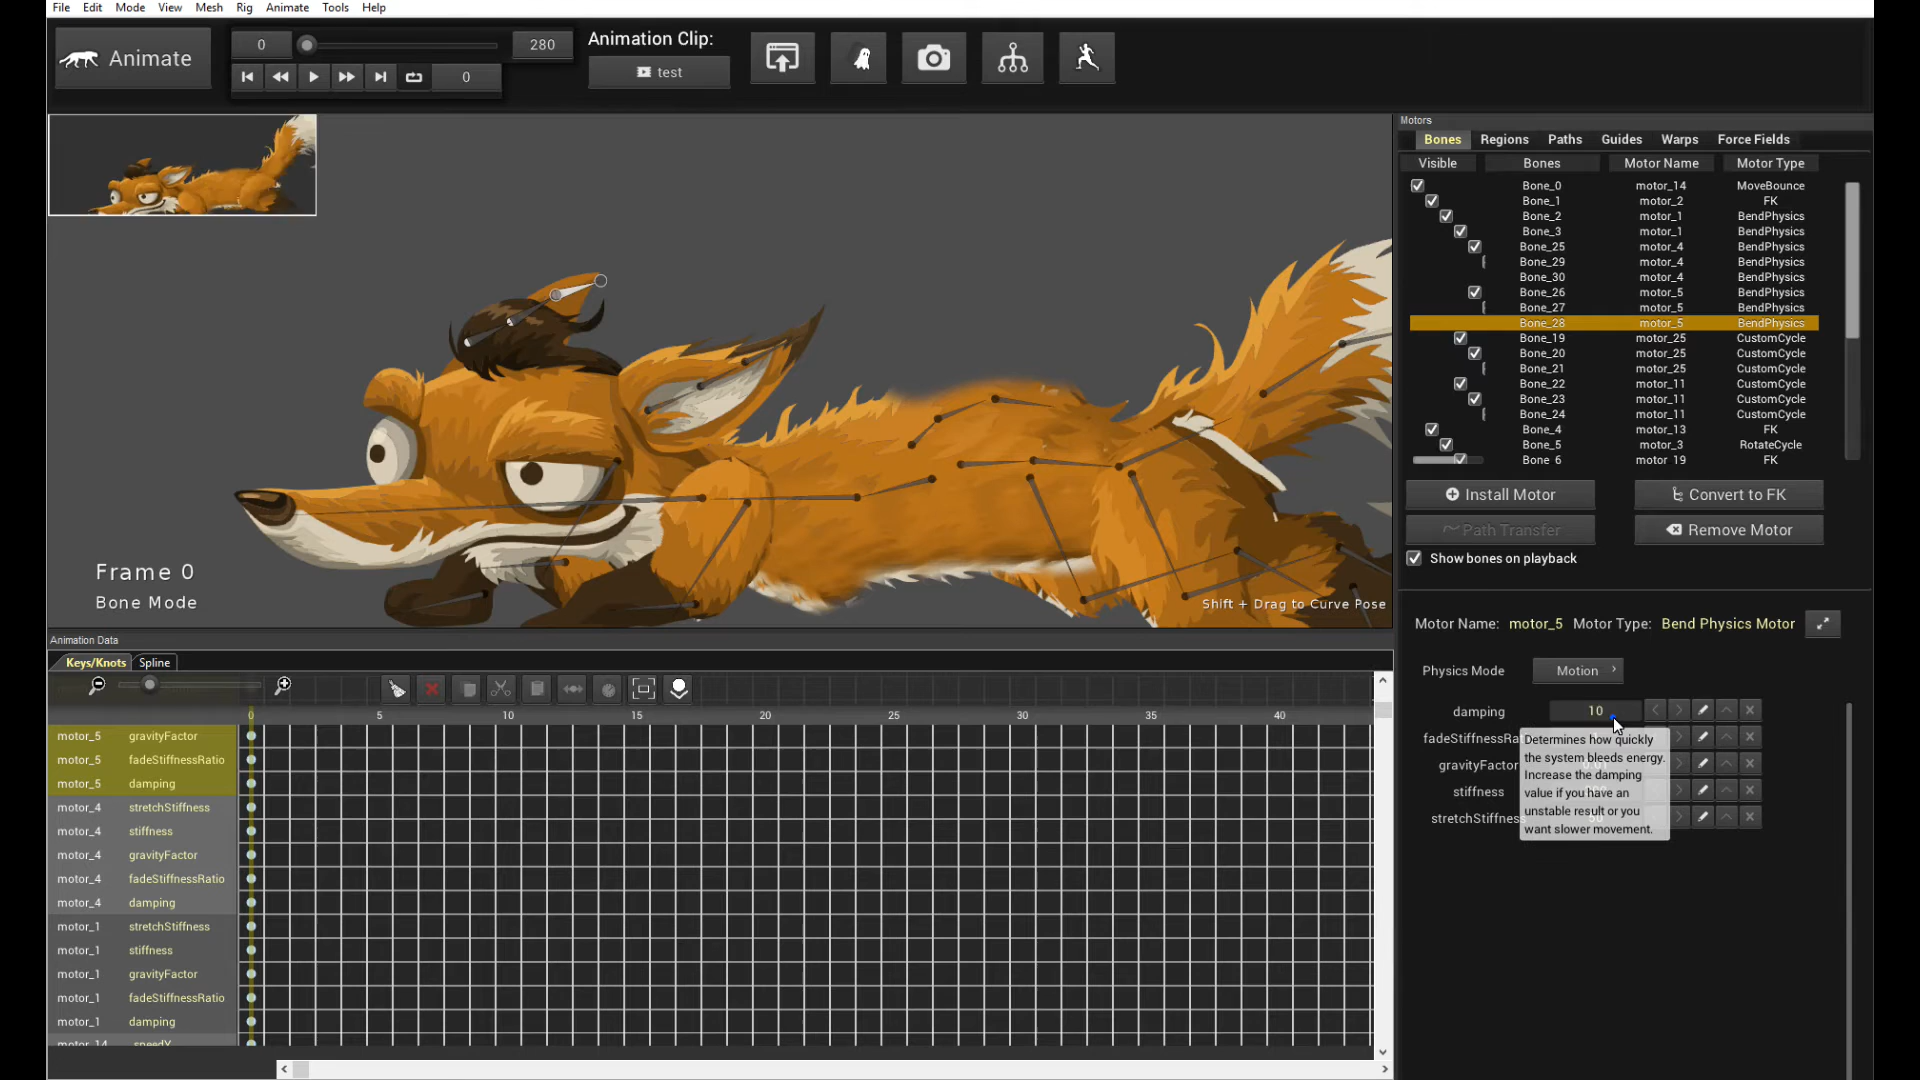 File Edit Mode View Mesh Rig Animate Tools Help
Animate
0
280
0
Animation Clip:
test
Frame 0
Bone Mode
Shift + Drag to Curve Pose
Motors
Bones Regions Paths Guides Warps Force Fields
Visible Bones Motor Name Motor Type
Bone_0 motor_14 MoveBounce
Bone_1 motor_2 FK
Bone_2 motor_1 BendPhysics
Bone_3 motor_1 BendPhysics
Bone_25 motor_4 BendPhysics
Bone_29 motor_4 BendPhysics
Bone_30 motor_4 BendPhysics
Bone_26 motor_5 BendPhysics
Bone_27 motor_5 BendPhysics
Bone_28 motor_5 BendPhysics
Bone_19 motor_25 CustomCycle
Bone_20 motor_25 CustomCycle
Bone_21 motor_25 CustomCycle
Bone_22 motor_11 CustomCycle
Bone_23 motor_11 CustomCycle
Bone_24 motor_11 CustomCycle
Bone_4 motor_13 FK
Bone_5 motor_3 RotateCycle
Bone_6 motor_19 FK
Install Motor Convert to FK
Path Transfer Remove Motor
Show bones on playback
Motor Name: motor_5 Motor Type: Bend Physics Motor
Physics Mode Motion
damping 10
fadeStiffnessRa
gravityFactor
stiffness
stretchStiffness
Determines how quickly
the system bleeds energy.
Increase the damping
value if you have an
unstable result or you
want slower movement.
Animation Data
Keys/Knots Spline
0 5 10 15 20 25 30 35 40
motor_5 gravityFactor
motor_5 fadeStiffnessRatio
motor_5 damping
motor_4 stretchStiffness
motor_4 stiffness
motor_4 gravityFactor
motor_4 fadeStiffnessRatio
motor_4 damping
motor_1 stretchStiffness
motor_1 stiffness
motor_1 gravityFactor
motor_1 fadeStiffnessRatio
motor_1 damping
motor_14 speedY